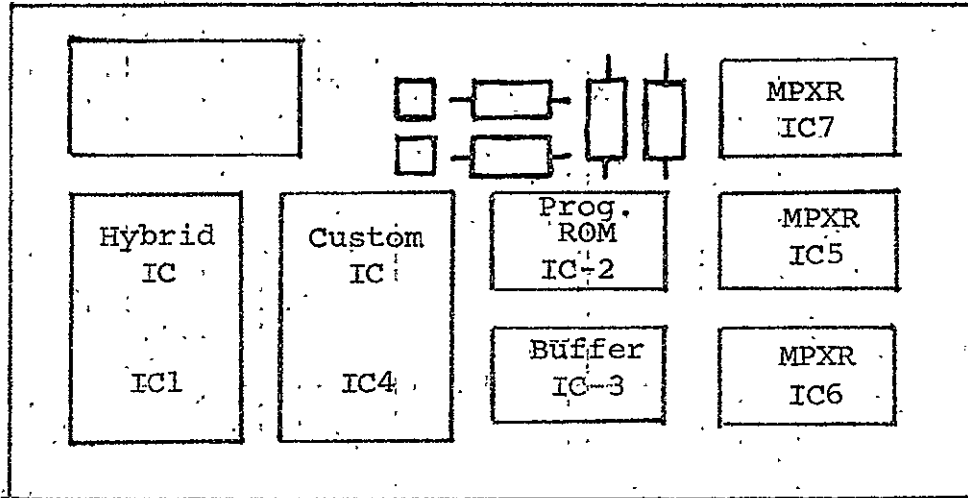 MPXR
IC7
Hybrid
IC
IC1
Custom
IC
IC4
Prog.
ROM
IC-2
MPXR
IC5
Buffer
IC-3
MPXR
IC6